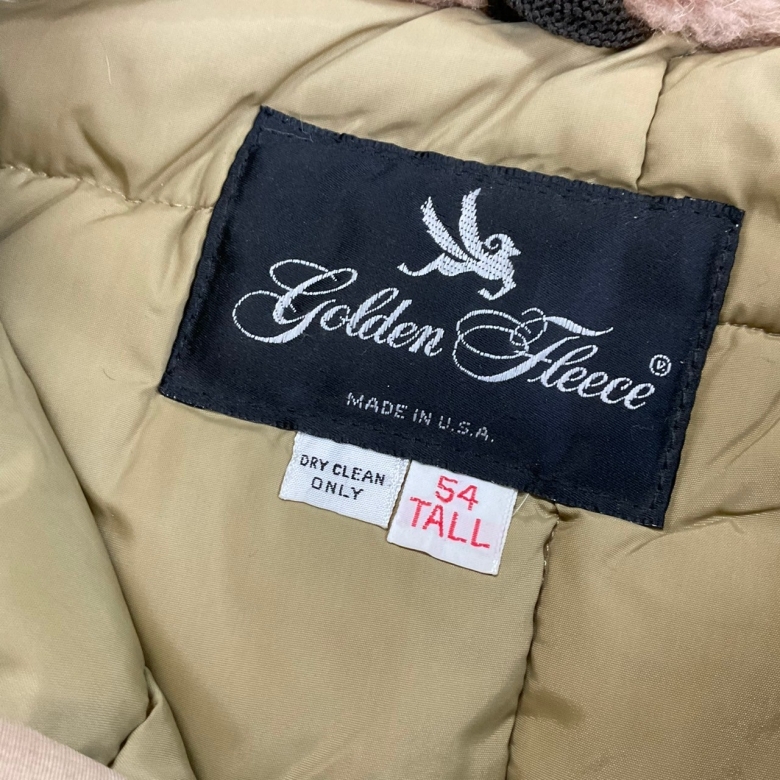 Golden Fleece ®
MADE IN U.S.A.
DRY CLEAN
ONLY
54
TALL